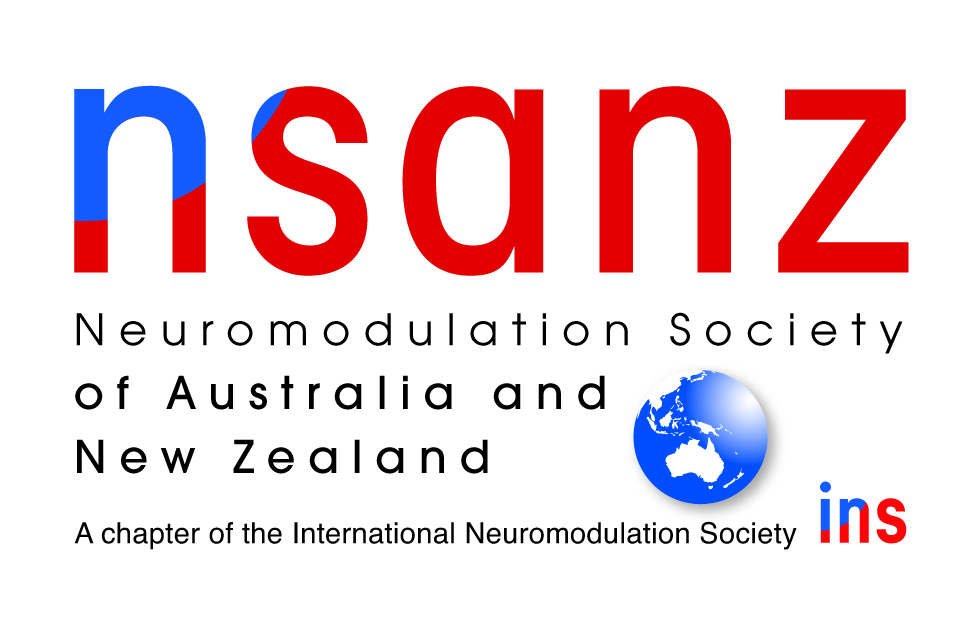 nsanz
Neuromodulation Society
of Australia and
New Zealand
A chapter of the International Neuromodulation Society
ins